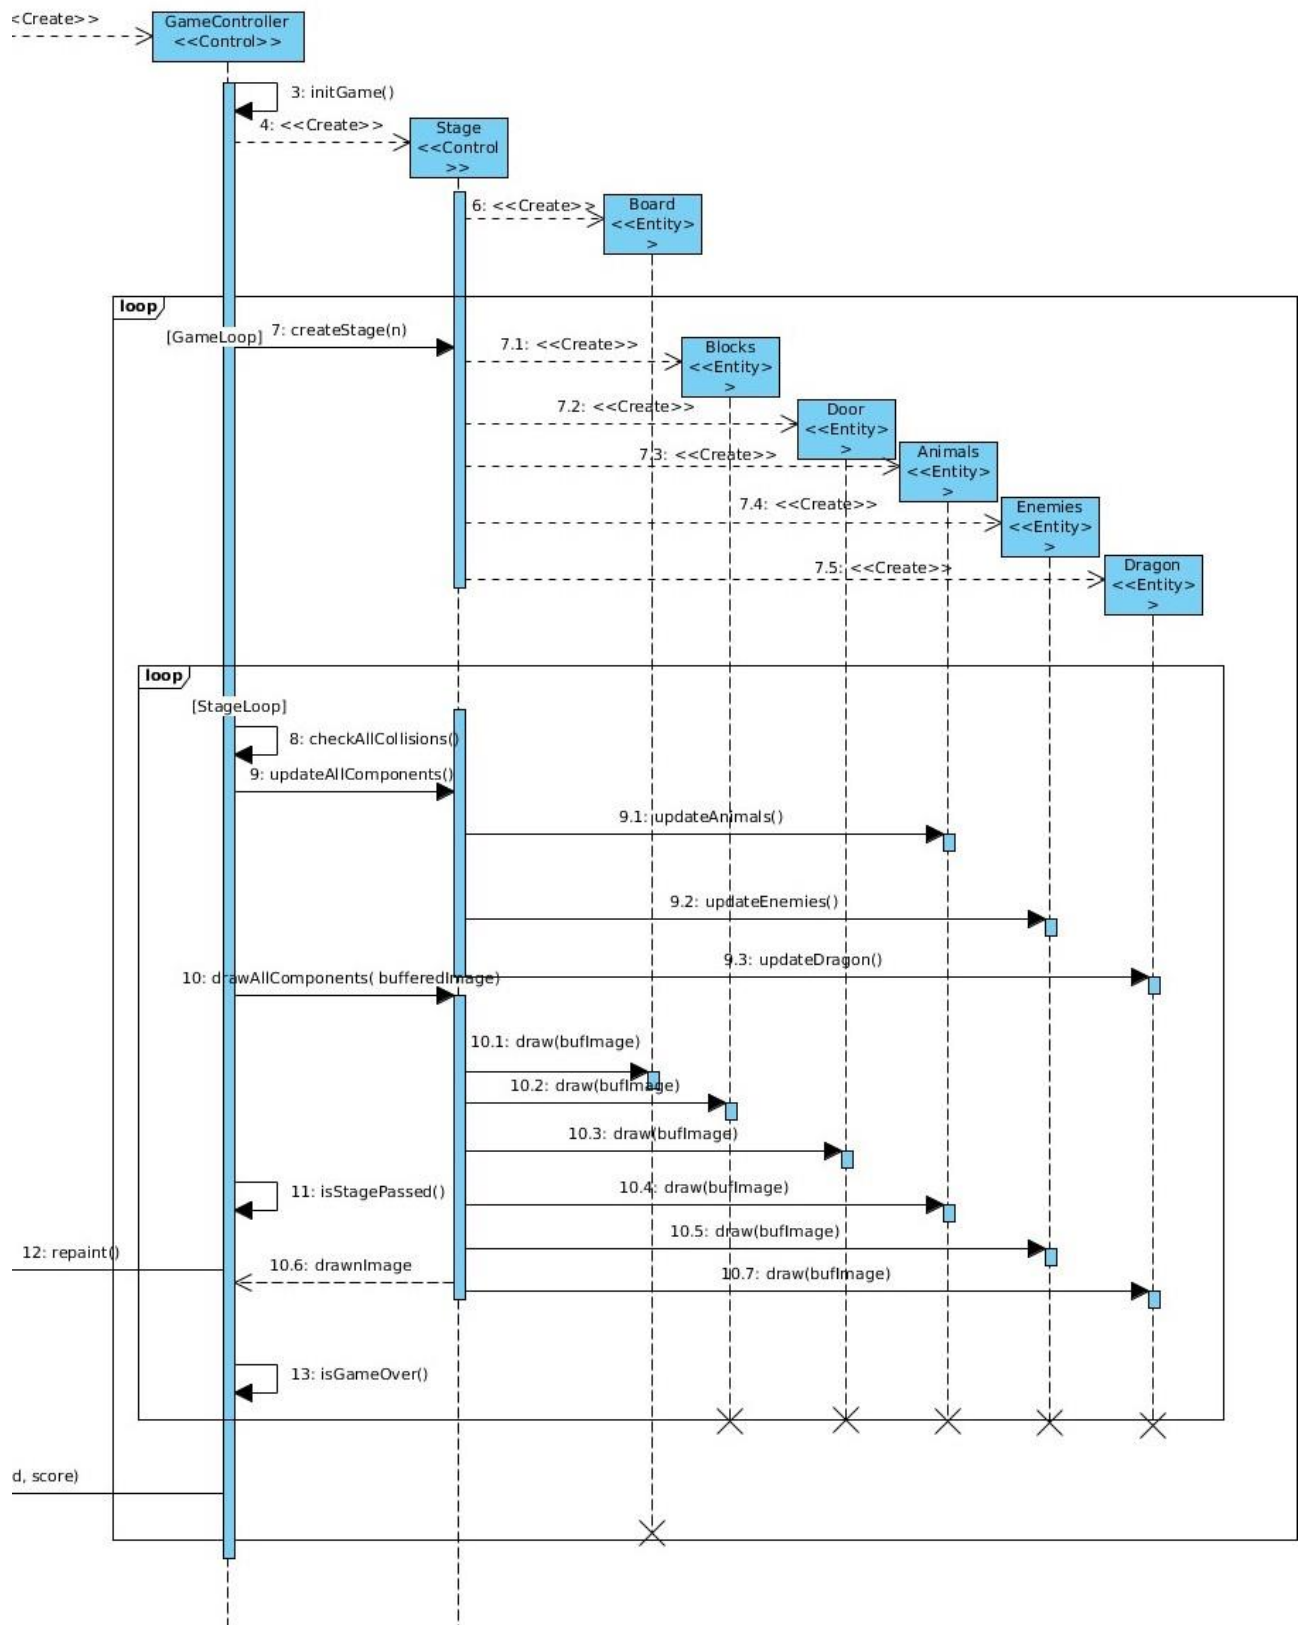 <Create>>
GameController
<<Control>>
3: initGame()
4: <<Create>>
Stage
<<Control
>>
6: <<Create>>
Board
<<Entity>
>
loop
[GameLoop]
7: createStage(n)
7.1: <<Create>>
Blocks
<<Entity>
>
7.2: <<Create>>
Door
<<Entity>
>
7.3: <<Create>>
Animals
<<Entity>
>
7.4: <<Create>>
Enemies
<<Entity>
>
7.5: <<Create>>
Dragon
<<Entity>
>
loop
[StageLoop]
8: checkAllCollisions()
9: updateAllComponents()
9.1: updateAnimals()
9.2: updateEnemies()
9.3: updateDragon()
10: drawAllComponents( bufferedImage)
10.1: draw(bufImage)
10.2: draw(bufImage)
10.3: draw(bufImage)
10.4: draw(bufImage)
11: isStagePassed()
10.5: draw(bufImage)
12: repaint()
10.6: drawnImage
10.7: draw(bufImage)
13: isGameOver()
d, score)